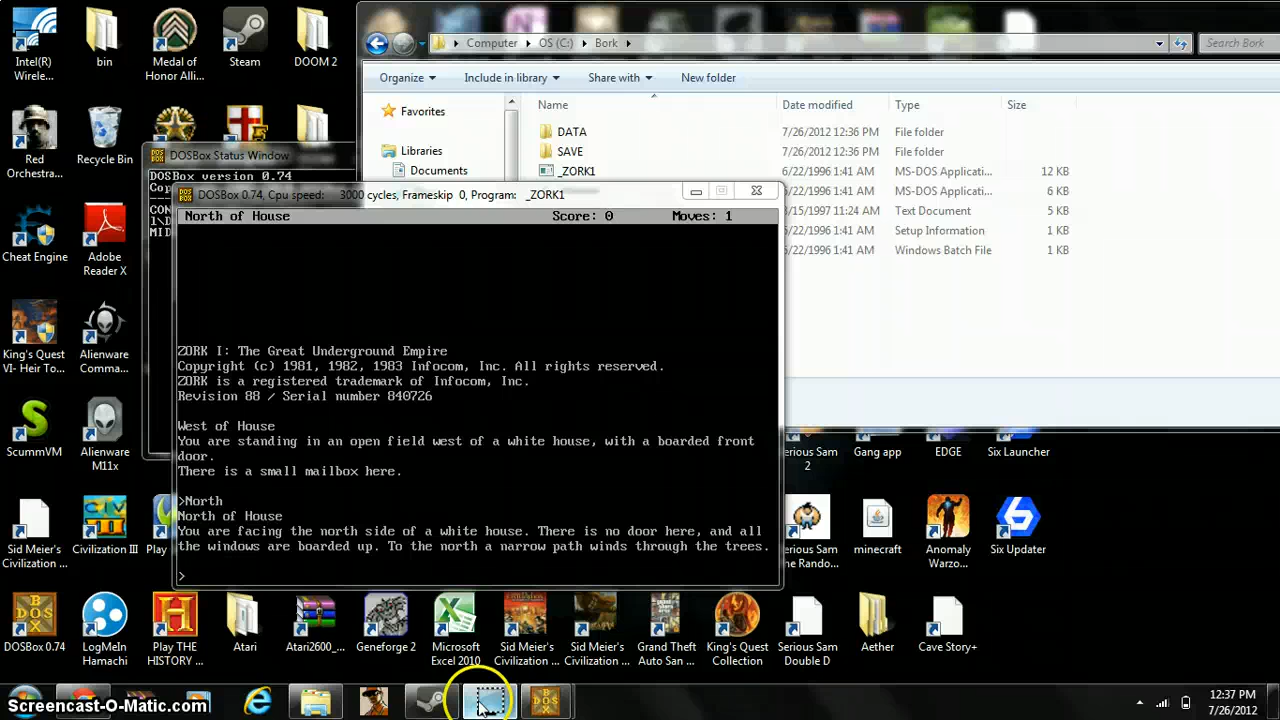 Intel(R) Wirele...
bin
Medal of Honor Alli...
Steam
DOOM 2
Computer
OS (C:)
Bork
Search Bork
Organize
Include in library
Share with
New folder
Favorites
Libraries
Documents
Name
Date modified
Type
Size
DATA
7/26/2012 12:36 PM
File folder
SAVE
7/26/2012 12:36 PM
File folder
_ZORK1
6/22/1996 1:41 AM
MS-DOS Applicati...
12 KB
6/22/1996 1:41 AM
MS-DOS Applicati...
6 KB
/15/1997 11:24 AM
Text Document
5 KB
/22/1996 1:41 AM
Setup Information
1 KB
/22/1996 1:41 AM
Windows Batch File
1 KB
Red Orchestra...
Recycle Bin
DOSBox Status Window
DOSBox version 0.74
Cop
CON
MID
DOSBox 0.74, Cpu speed: 3000 cycles, Frameskip 0, Program: _ZORK1
North of House Score: 0 Moves: 1
ZORK I: The Great Underground Empire
Copyright (c) 1981, 1982, 1983 Infocom, Inc. All rights reserved.
ZORK is a registered trademark of Infocom, Inc.
Revision 88 / Serial number 840726
West of House
You are standing in an open field west of a white house, with a boarded front
door.
There is a small mailbox here.
>North
North of House
You are facing the north side of a white house. There is no door here, and all
the windows are boarded up. To the north a narrow path winds through the trees.
>
Cheat Engine
Adobe Reader X
King's Quest VI- Heir To...
Alienware Comma...
ScummVM
Alienware M11x
Serious Sam 2
Gang app
EDGE
Six Launcher
Sid Meier's Civilization ...
Civilization III
Play
Serious Sam The Rando...
minecraft
Anomaly Warzo...
Six Updater
DOSBox 0.74
LogMeIn Hamachi
Play THE HISTORY ...
Atari
Atari2600_...
Geneforge 2
Microsoft Excel 2010
Sid Meier's Civilization ...
Sid Meier's Civilization ...
Grand Theft Auto San ...
King's Quest Collection
Serious Sam Double D
Aether
Cave Story+
Screencast-O-Matic.com
12:37 PM
7/26/2012